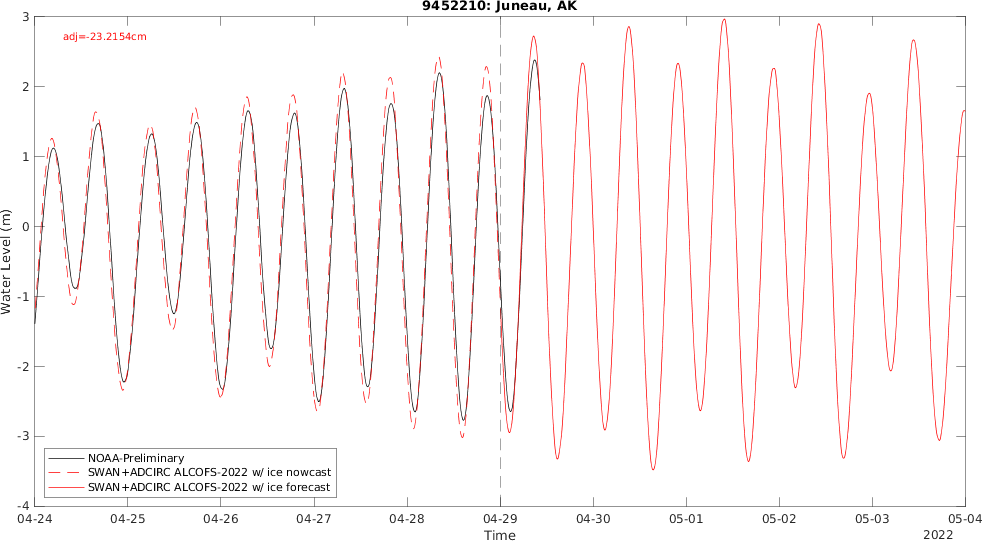 9452210: Juneau, AK
adj=-23.2154cm
3
2
1
0
-1
-2
-3
-4
Water Level (m)
NOAA-Preliminary
SWAN+ADCIRC ALCOFS-2022 w/ ice nowcast
SWAN+ADCIRC ALCOFS-2022 w/ ice forecast
04-24 04-25 04-26 04-27 04-28 04-29 04-30 05-01 05-02 05-03 05-04
Time
2022